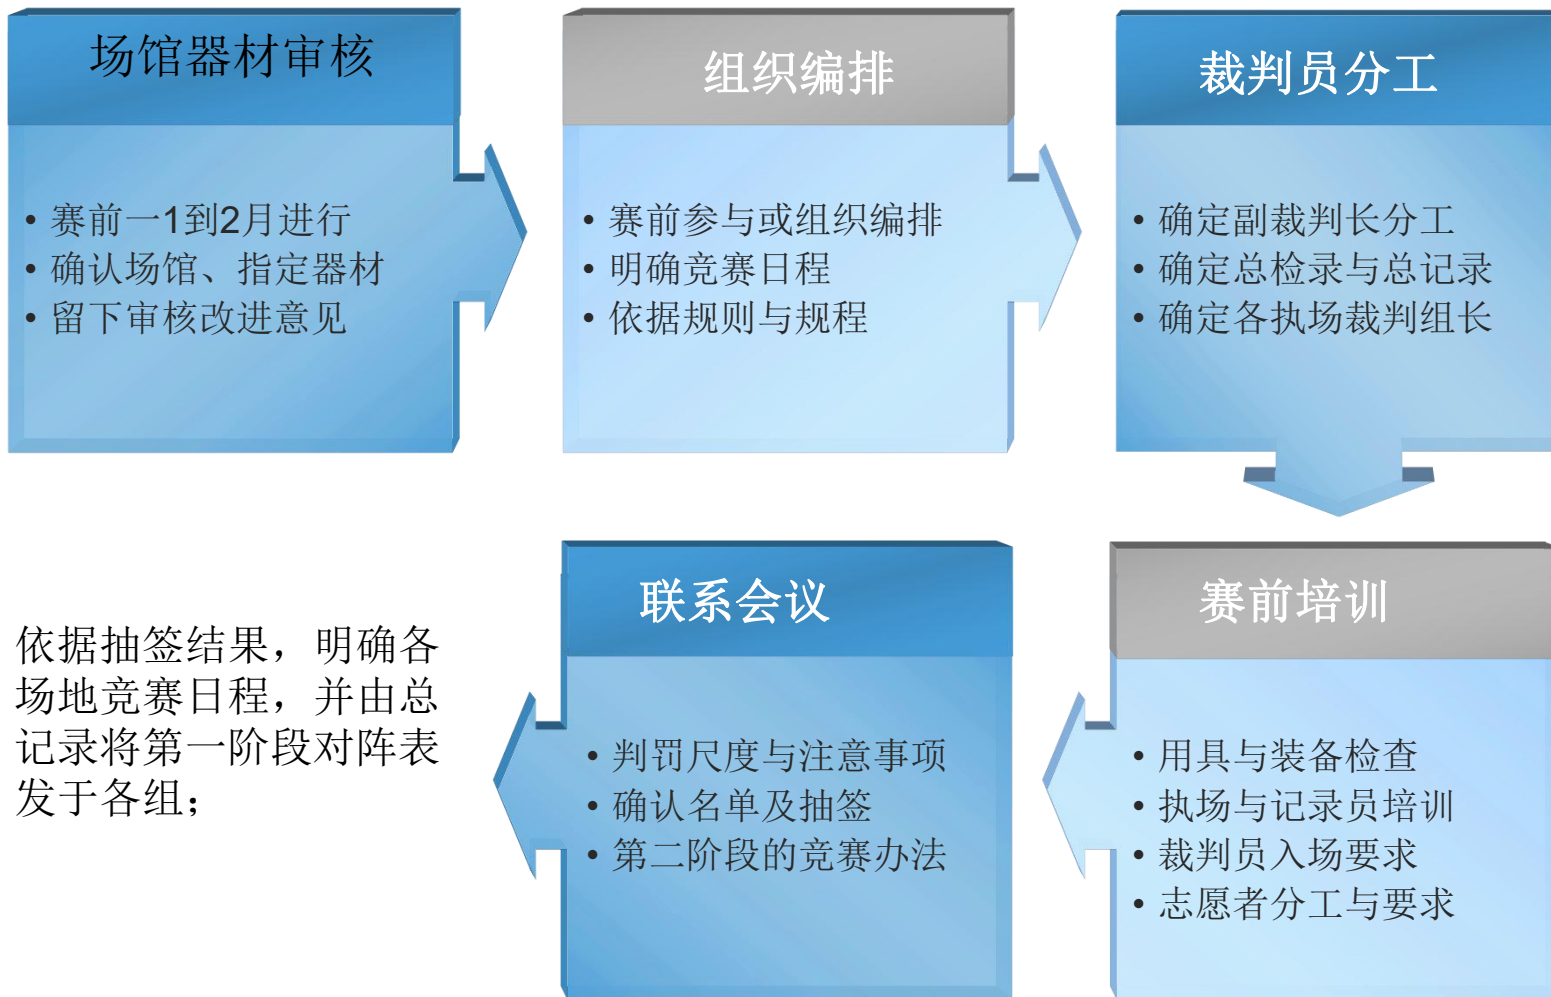 场馆器材审核
• 赛前一1到2月进行
• 确认场馆、指定器材
• 留下审核改进意见
组织编排
• 赛前参与或组织编排
• 明确竞赛日程
• 依据规则与规程
裁判员分工
• 确定副裁判长分工
• 确定总检录与总记录
• 确定各执场裁判组长
赛前培训
• 用具与装备检查
• 执场与记录员培训
• 裁判员入场要求
• 志愿者分工与要求
联系会议
• 判罚尺度与注意事项
• 确认名单及抽签
• 第二阶段的竞赛办法
依据抽签结果，明确各
场地竞赛日程，并由总
记录将第一阶段对阵表
发于各组；